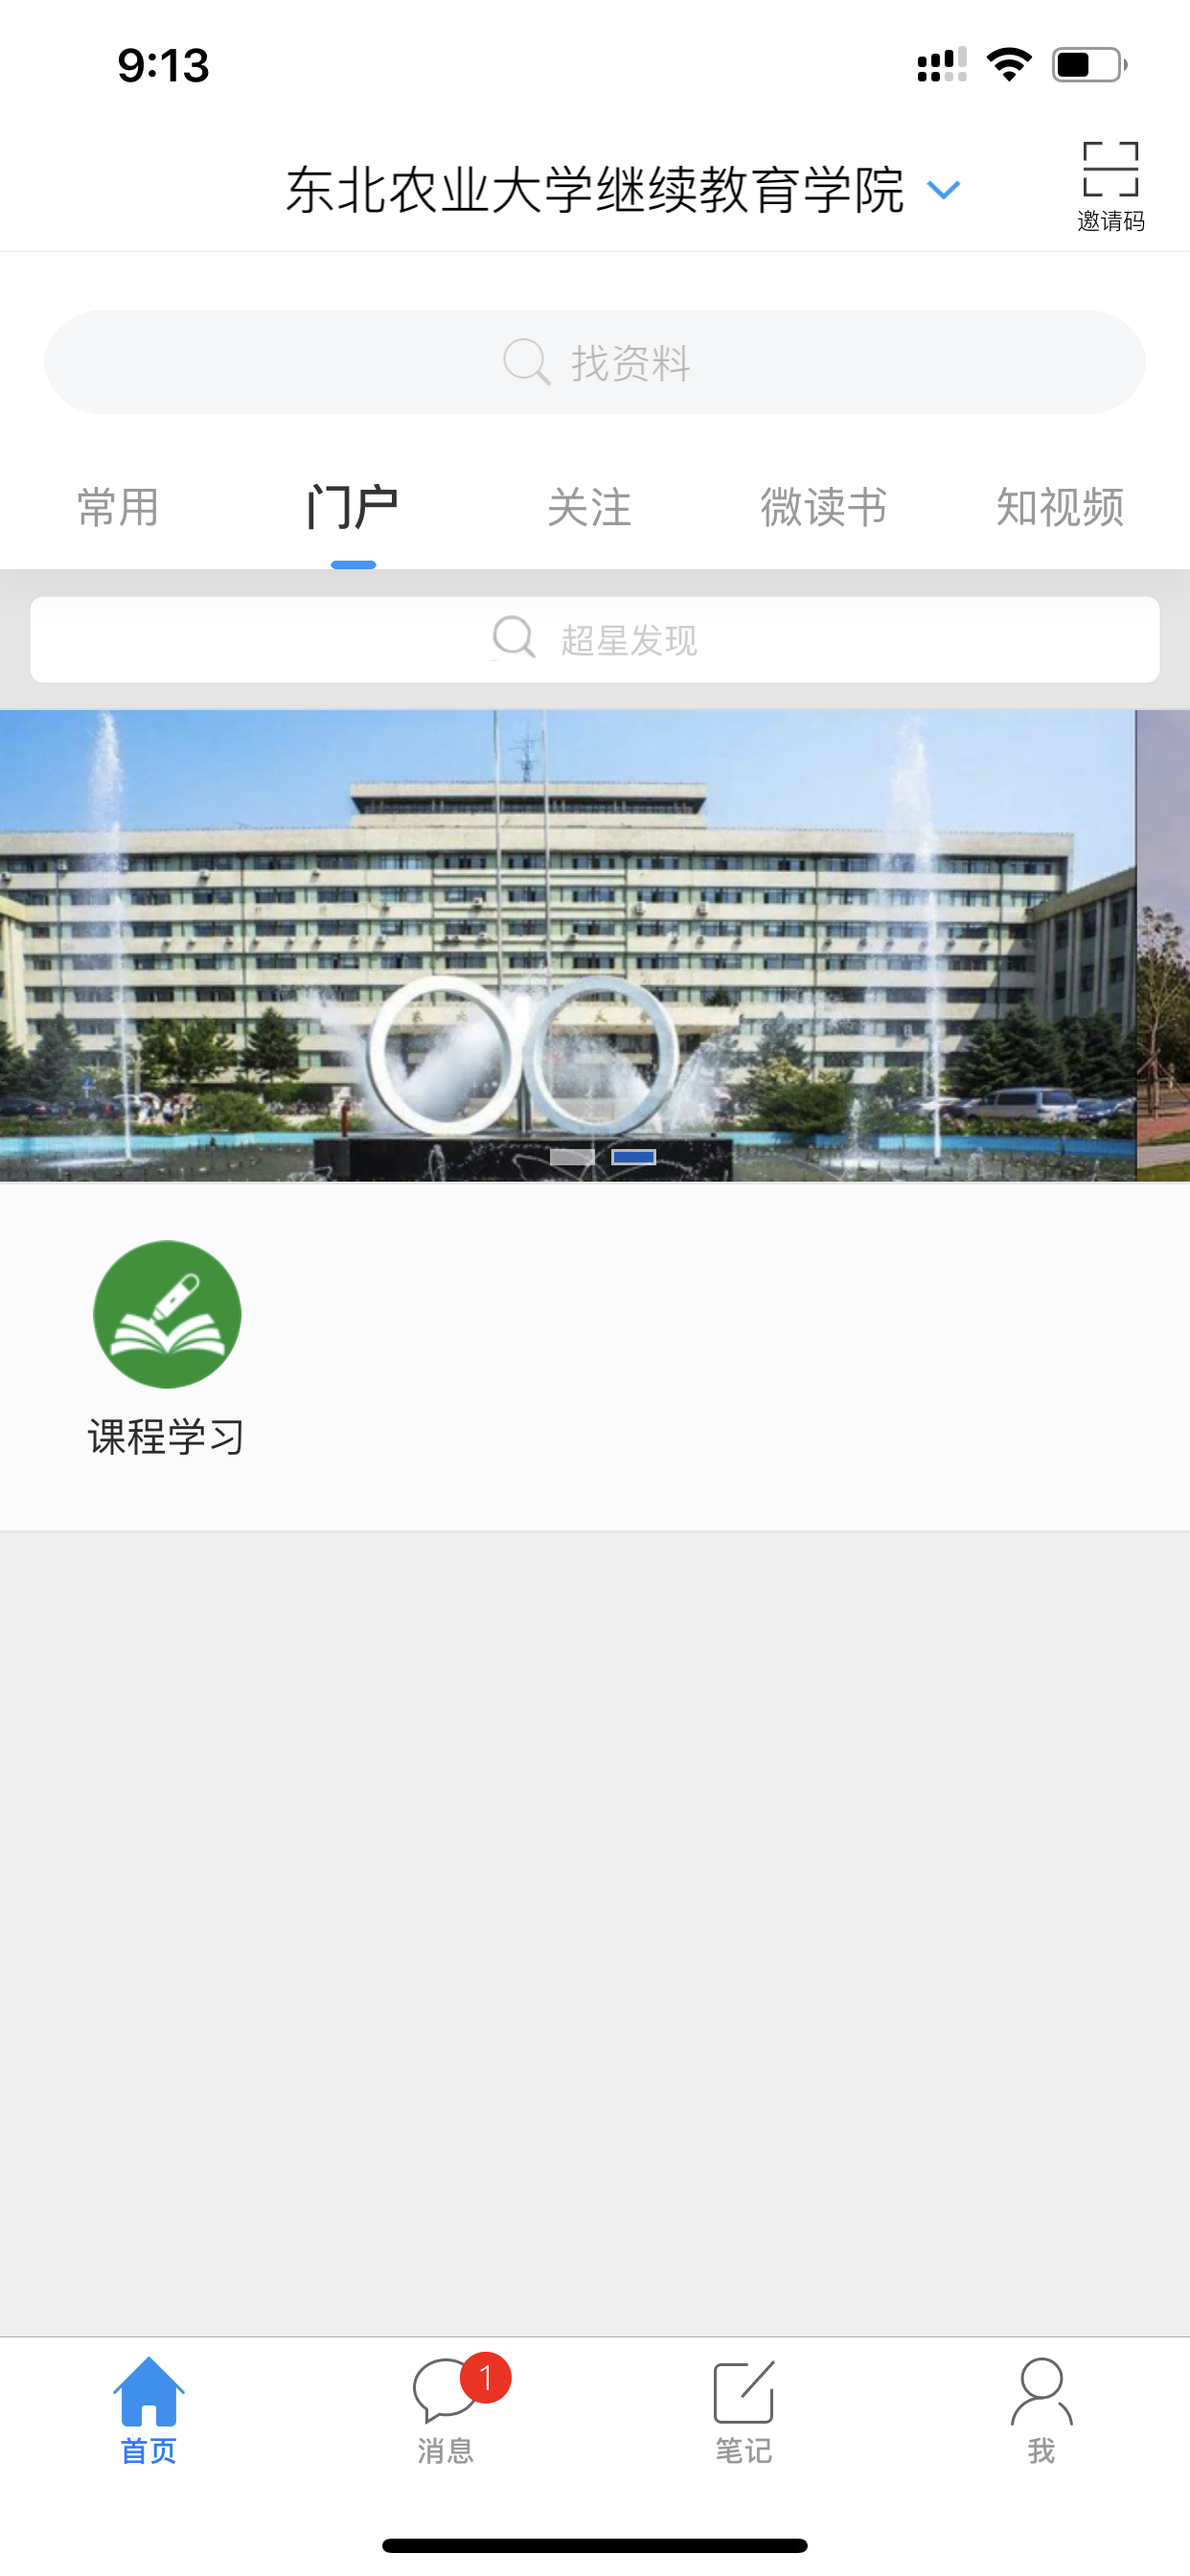 9:13
东北农业大学继续教育学院
邀请码
找资料
常用
门户
关注
微读书
知视频
超星发现
课程学习
首页
消息
1
笔记
我